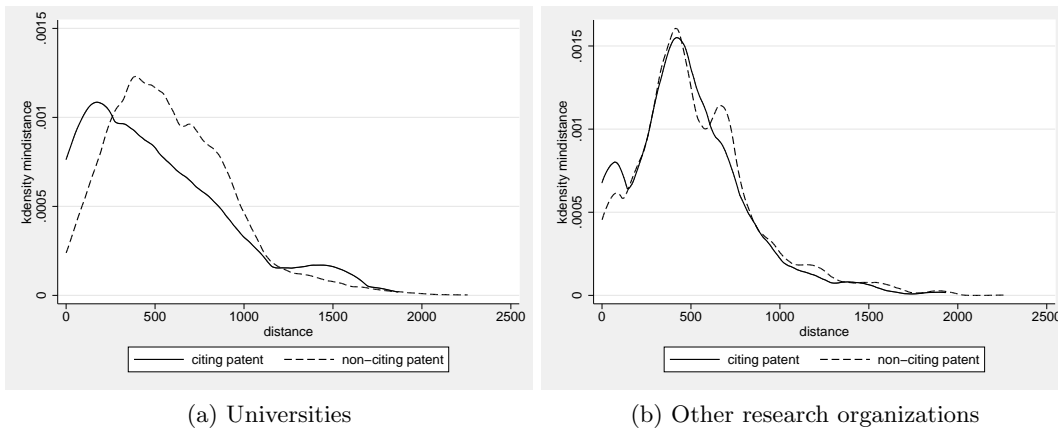 kdensity mindistance
.0015
.001
.0005
0
0 500 1000 1500 2000 2500
distance
citing patent non−citing patent
(a) Universities
kdensity mindistance
.0015
.001
.0005
0
0 500 1000 1500 2000 2500
distance
citing patent non−citing patent
(b) Other research organizations